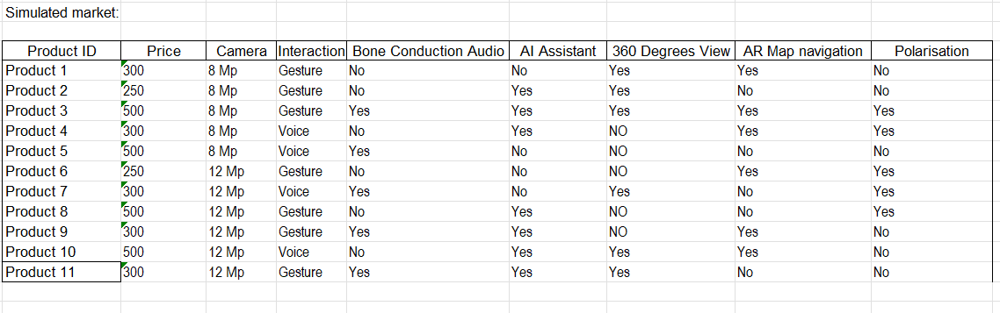 Simulated market:
Product ID Price Camera Interaction Bone Conduction Audio AI Assistant 360 Degrees View AR Map navigation Polarisation
Product 1 300 8 Mp Gesture No No Yes Yes No
Product 2 250 8 Mp Gesture No Yes Yes No No
Product 3 500 8 Mp Gesture Yes Yes Yes Yes Yes
Product 4 300 8 Mp Voice No Yes NO Yes Yes
Product 5 500 8 Mp Voice Yes No NO No No
Product 6 250 12 Mp Gesture No No NO Yes Yes
Product 7 300 12 Mp Voice Yes No Yes No Yes
Product 8 500 12 Mp Gesture No Yes NO No Yes
Product 9 300 12 Mp Gesture Yes Yes NO Yes No
Product 10 500 12 Mp Voice No Yes Yes Yes No
Product 11 300 12 Mp Gesture Yes Yes Yes No No